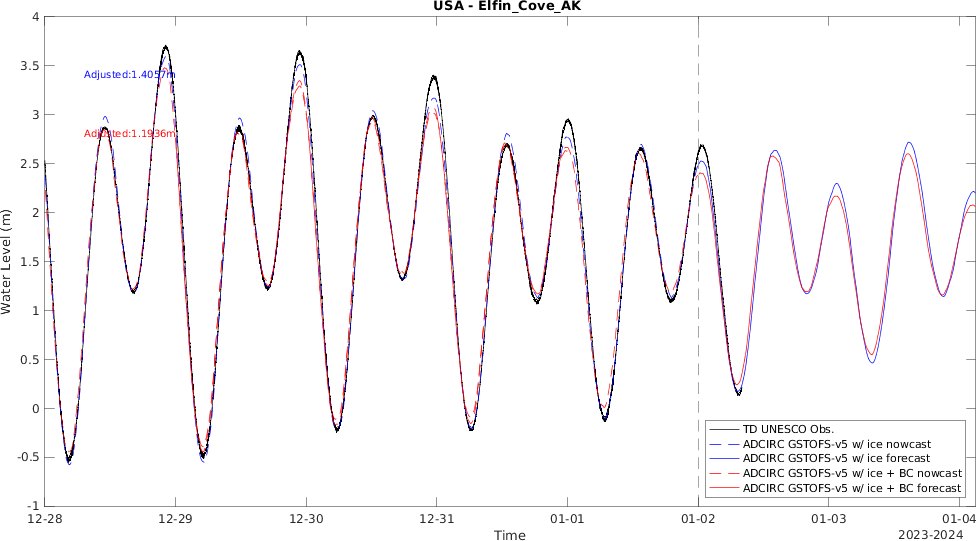 USA - Elfin_Cove_AK
4
3.5
3
2.5
2
1.5
1
0.5
0
-0.5
-1
Water Level (m)
Adjusted:1.4057m
Adjusted:1.1936m
TD UNESCO Obs.
ADCIRC GSTOFS-v5 w/ ice nowcast
ADCIRC GSTOFS-v5 w/ ice forecast
ADCIRC GSTOFS-v5 w/ ice + BC nowcast
ADCIRC GSTOFS-v5 w/ ice + BC forecast
12-28 12-29 12-30 12-31 01-01 01-02 01-03 01-04
Time
2023-2024